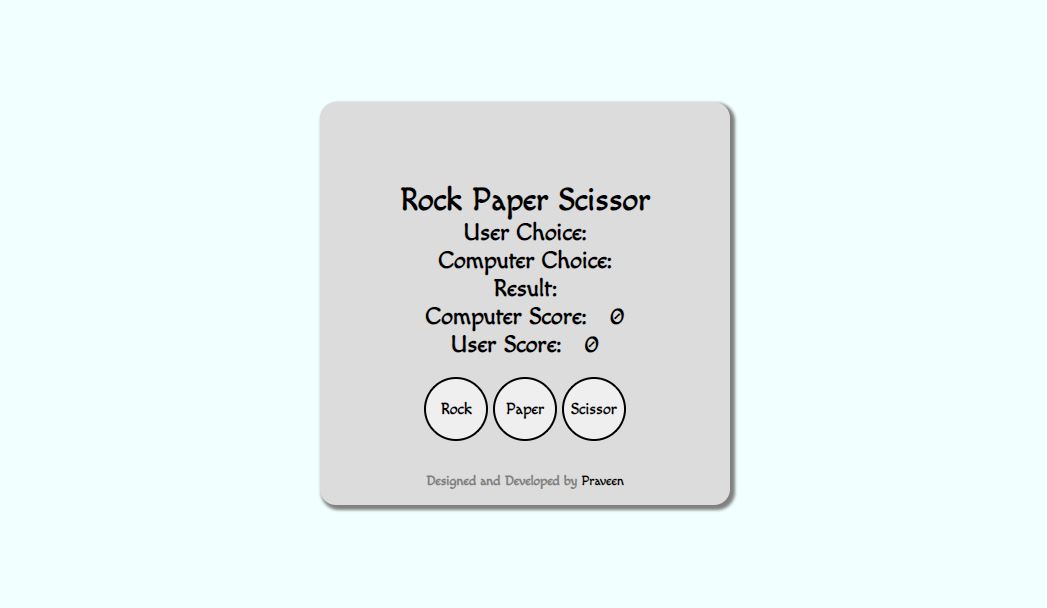 Rock Paper Scissor
User Choice:
Computer Choice:
Result:
Computer Score: 0
User Score: 0
Rock Paper Scissor
Designed and Developed by Praveen